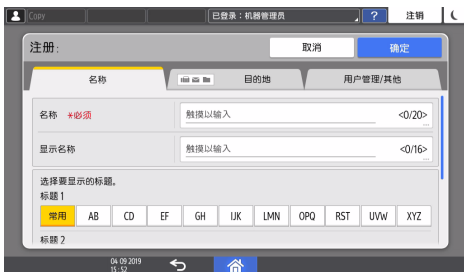 Copy 已登录：机器管理员 ? 注销
注册: 取消 确定
名称 目的地 用户管理/其他
名称 *必须 触摸以输入 <0/20>
显示名称 触摸以输入 <0/16>
选择要显示的标题。
标题 1
常用 AB CD EF GH IJK LMN OPQ RST UVW XYZ
标题 2
04 09 2019
15:52